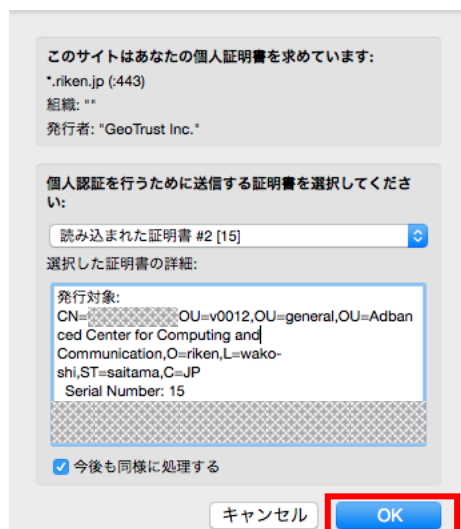 このサイトはあなたの個人証明書を求めています:
*.riken.jp (:443)
組織: ""
発行者: "GeoTrust Inc."
個人認証を行うために送信する証明書を選択してくださ
い:
読み込まれた証明書 #2 [15]
選択した証明書の詳細:
発行対象:
CN= OU=v0012,OU=general,OU=Adban
ced Center for Computing and
Communication,O=riken,L=wako-
shi,ST=saitama,C=JP
Serial Number: 15
今後も同様に処理する
キャンセル
OK